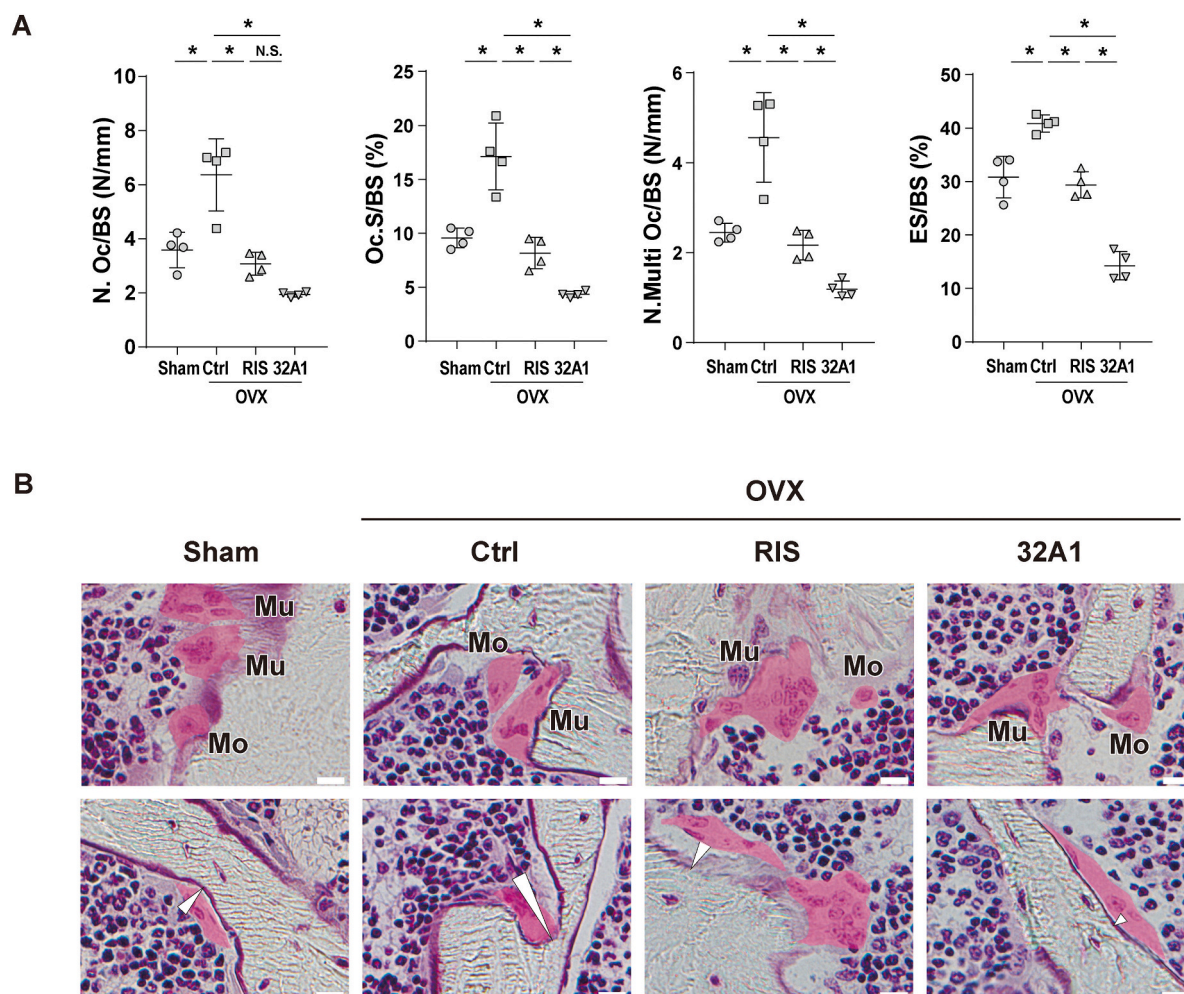 A
* * * *
* * N.S. * * * * * * * * *
N. Oc/BS (N/mm)
10
8
6
4
2
0
Sham Ctrl RIS 32A1
OVX
Oc.S/BS (%)
25
20
15
10
5
0
Sham Ctrl RIS 32A1
OVX
N.Multi Oc/BS (N/mm)
6
4
2
0
Sham Ctrl RIS 32A1
OVX
ES/BS (%)
50
40
30
20
10
0
Sham Ctrl RIS 32A1
OVX
B
OVX
Sham Ctrl RIS 32A1
Mu
Mu
Mo
Mo
Mu
Mu
Mo
Mu
Mo